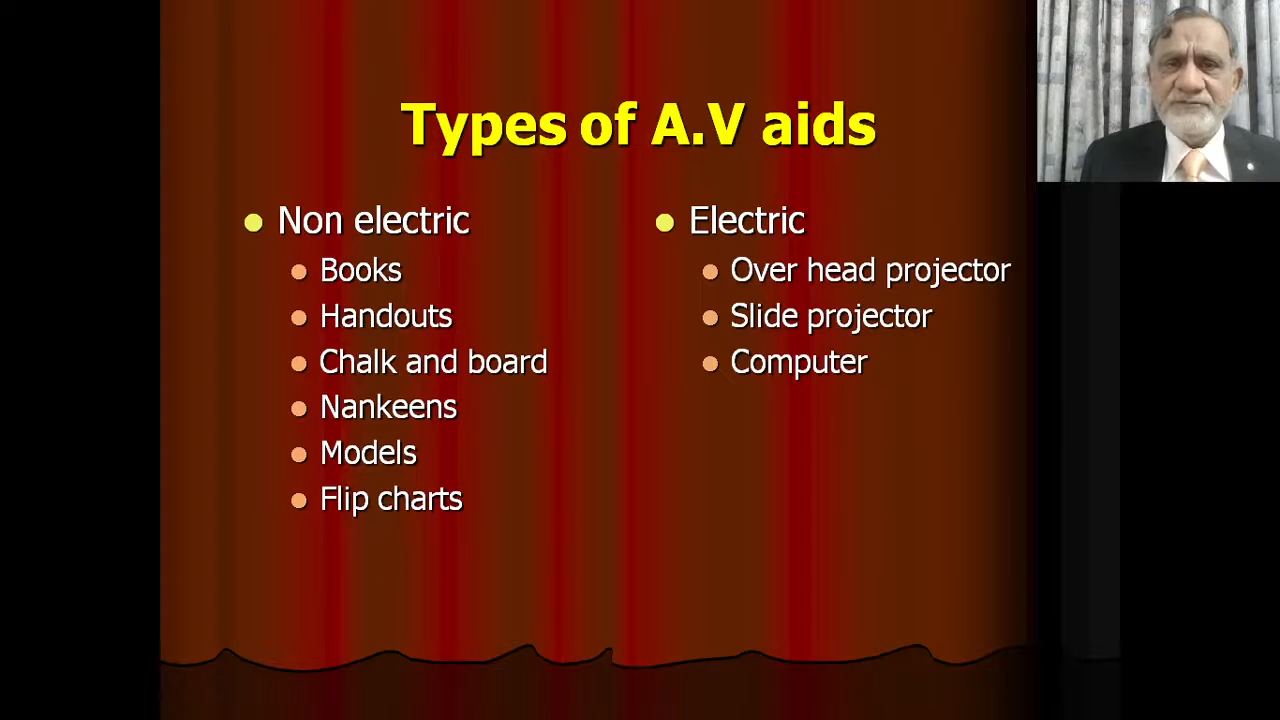 Types of A.V aids
Non electric
Books
Handouts
Chalk and board
Nankeens
Models
Flip charts
Electric
Over head projector
Slide projector
Computer